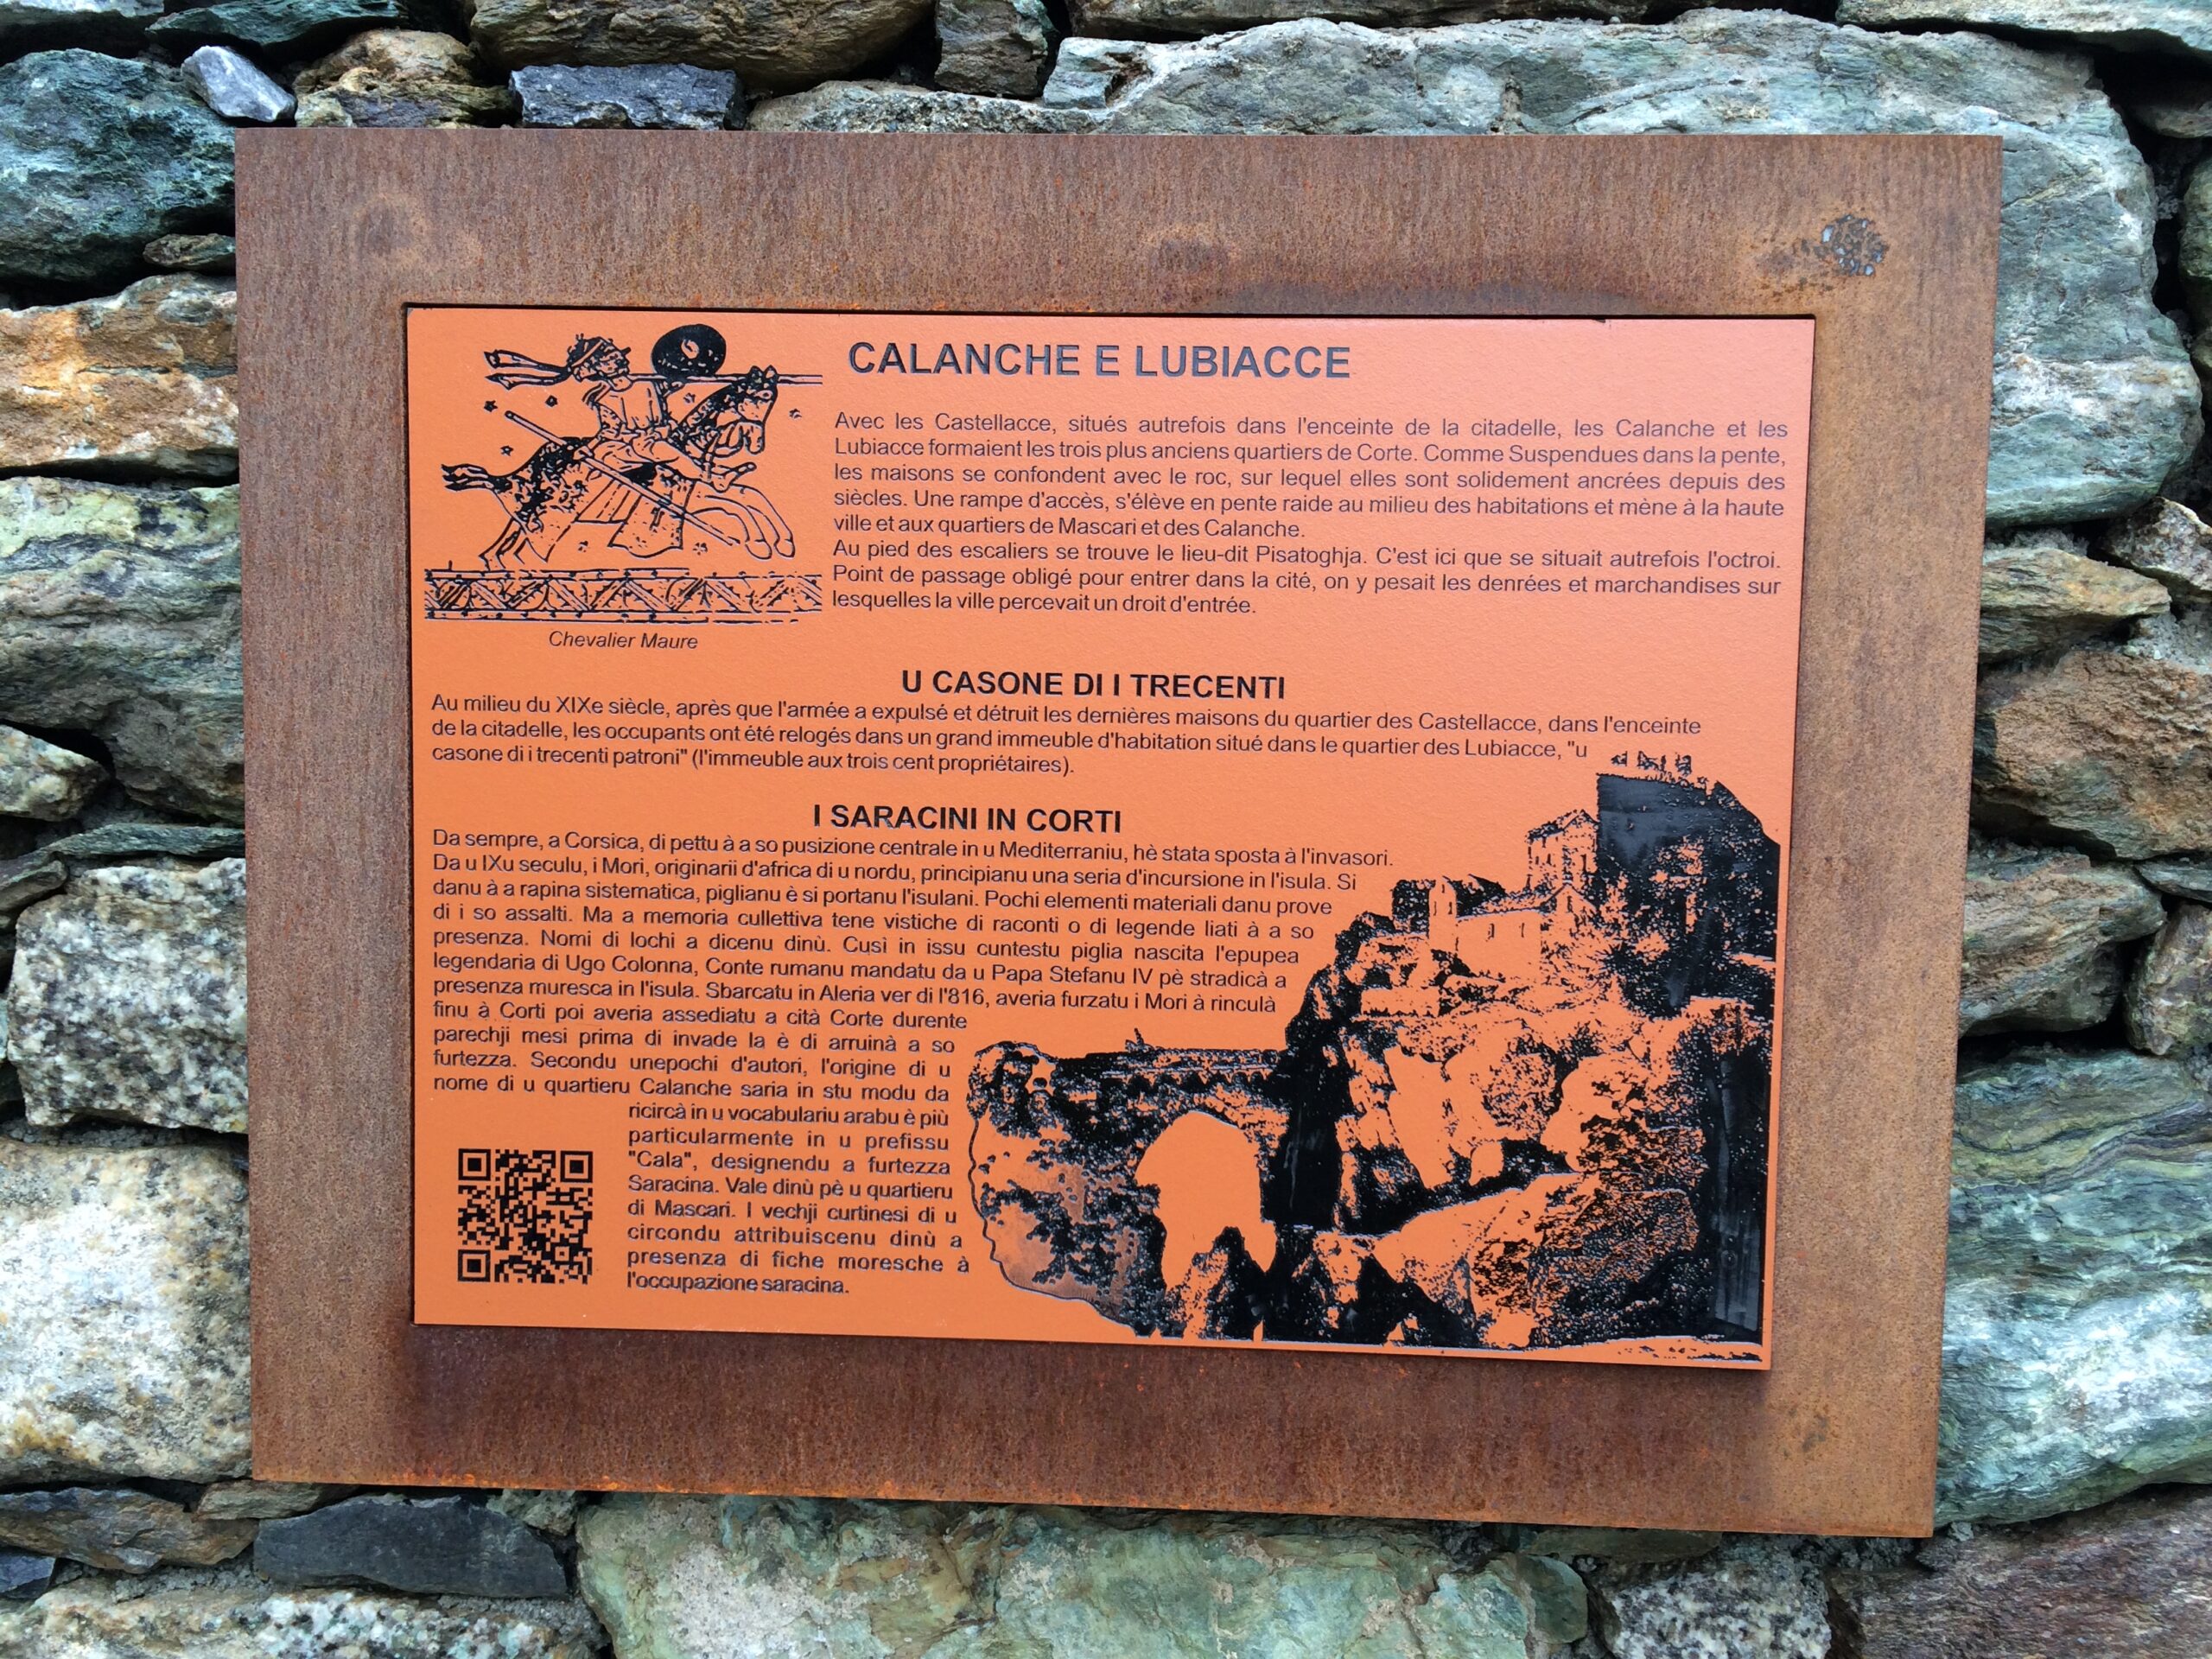 CALANCHE E LUBIACCE
Avec les Castellacce, situés autrefois dans l'enceinte de la citadelle, les Calanche et les
Lubiacce formaient les trois plus anciens quartiers de Corte. Comme Suspendues dans la pente,
les maisons se confondent avec le roc, sur lequel elles sont solidement ancrées depuis des
siècles. Une rampe d'accès, s'élève en pente raide au milieu des habitations et mène à la haute
ville et aux quartiers de Mascari et des Calanche.
Au pied des escaliers se trouve le lieu-dit Pisatoghja. C'est ici que se situait autrefois l'octroi.
Point de passage obligé pour entrer dans la cité, on y pesait les denrées et marchandises sur
lesquelles la ville percevait un droit d'entrée.
Chevalier Maure
U CASONE DI I TRECENTI
Au milieu du XIXe siècle, après que l'armée a expulsé et détruit les dernières maisons du quartier des Castellacce, dans l'enceinte
de la citadelle, les occupants ont été relogés dans un grand immeuble d'habitation situé dans le quartier des Lubiacce, "u
casone di i trecenti patroni" (l'immeuble aux trois cent propriétaires).
I SARACINI IN CORTI
Da sempre, a Corsica, di pettu à a so pusizione centrale in u Mediterraniu, hè stata sposta à l'invasori.
Da u IXu seculu, i Mori, originarii d'africa di u nordu, principianu una seria d'incursione in l'isula. Si
danu à a rapina sistematica, piglianu è si portanu l'isulani. Pochi elementi materiali danu prove
di i so assalti. Ma a memoria cullettiva tene vistiche di raconti o di legende liati à a so
presenza. Nomi di lochi a dicenu dinù. Cusì in issu cuntestu piglia nascita l'epupea
legendaria di Ugo Colonna, Conte rumanu mandatu da u Papa Stefanu IV pè stradicà a
presenza muresca in l'isula. Sbarcatu in Aleria ver di l'816, averia furzatu i Mori à rinculà
finu à Corti poi averia assediatu a cità Corte durente
parechji mesi prima di invade la è di arruinà a so
furtezza. Secondu unepochi d'autori, l'origine di u
nome di u quartieru Calanche saria in stu modu da
ricircà in u vocabulariu arabu è più
particularmente in u prefissu
"Cala", designendu a furtezza
Saracina. Vale dinù pè u quartieru
di Mascari. I vechji curtinesi di u
circondu attribuiscenu dinù a
presenza di fiche moresche à
l'occupazione saracina.